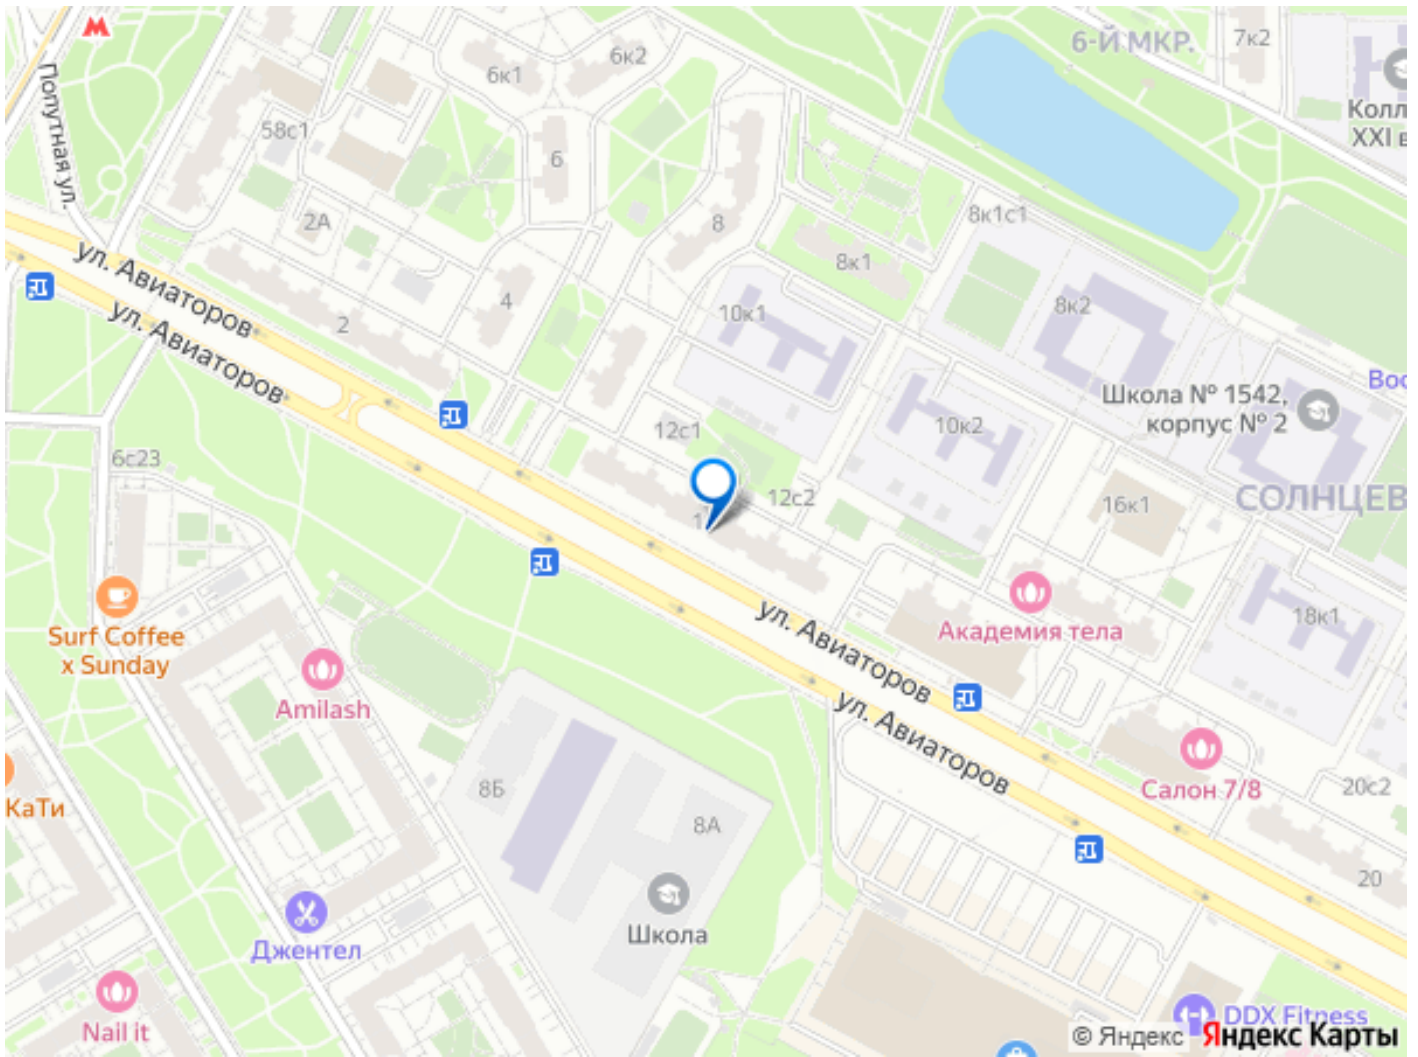 6-Й МКР.
7к2
6к2
6к1
Попутная ул.
Колл
XXI в
58с1
6
2А
8
8к1с1
8к1
ул. Авиаторов
4
10к1
8к2
2
ул. Авиаторов
Вос
Школа № 1542,
корпус № 2
12с1
10к2
6с23
12с2
16к1
СОЛНЦЕВ
Surf Coffee
x Sunday
ул. Авиаторов
Академия тела
18к1
Amilash
ул. Авиаторов
8Б
Салон 7/8
20с2
КаТи
8А
20
Школа
Джентел
Nail it
DDX Fitness
© Яндекс Яндекс Карты